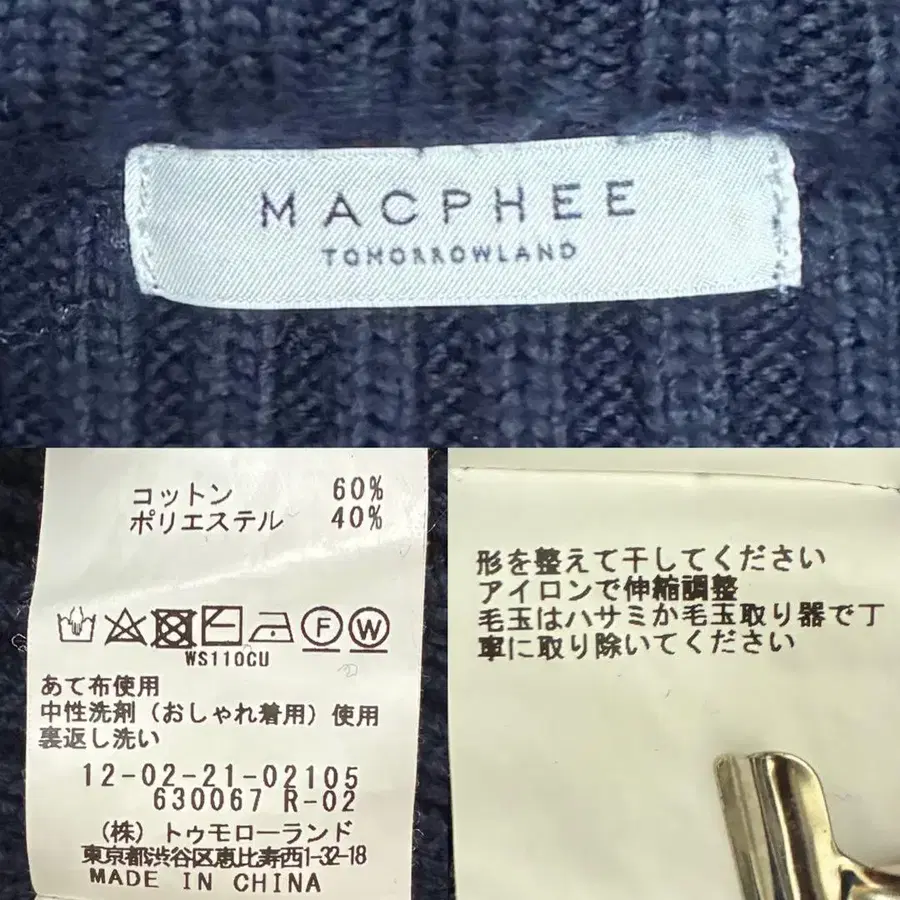 MACPHEE
TOMORROWLAND
コットン 60%
ポリエステル 40%
F W
WS110CU
あて布使用
中性洗剤（おしゃれ着用）使用
裏返し洗い
12-02-21-02105
630067 R-02
（株）トゥモローランド
東京都渋谷区恵比寿西1-32-18
MADE IN CHINA
形を整えて干してください
アイロンで伸縮調整
毛玉はハサミか毛玉取り器で丁
寧に取り除いてください